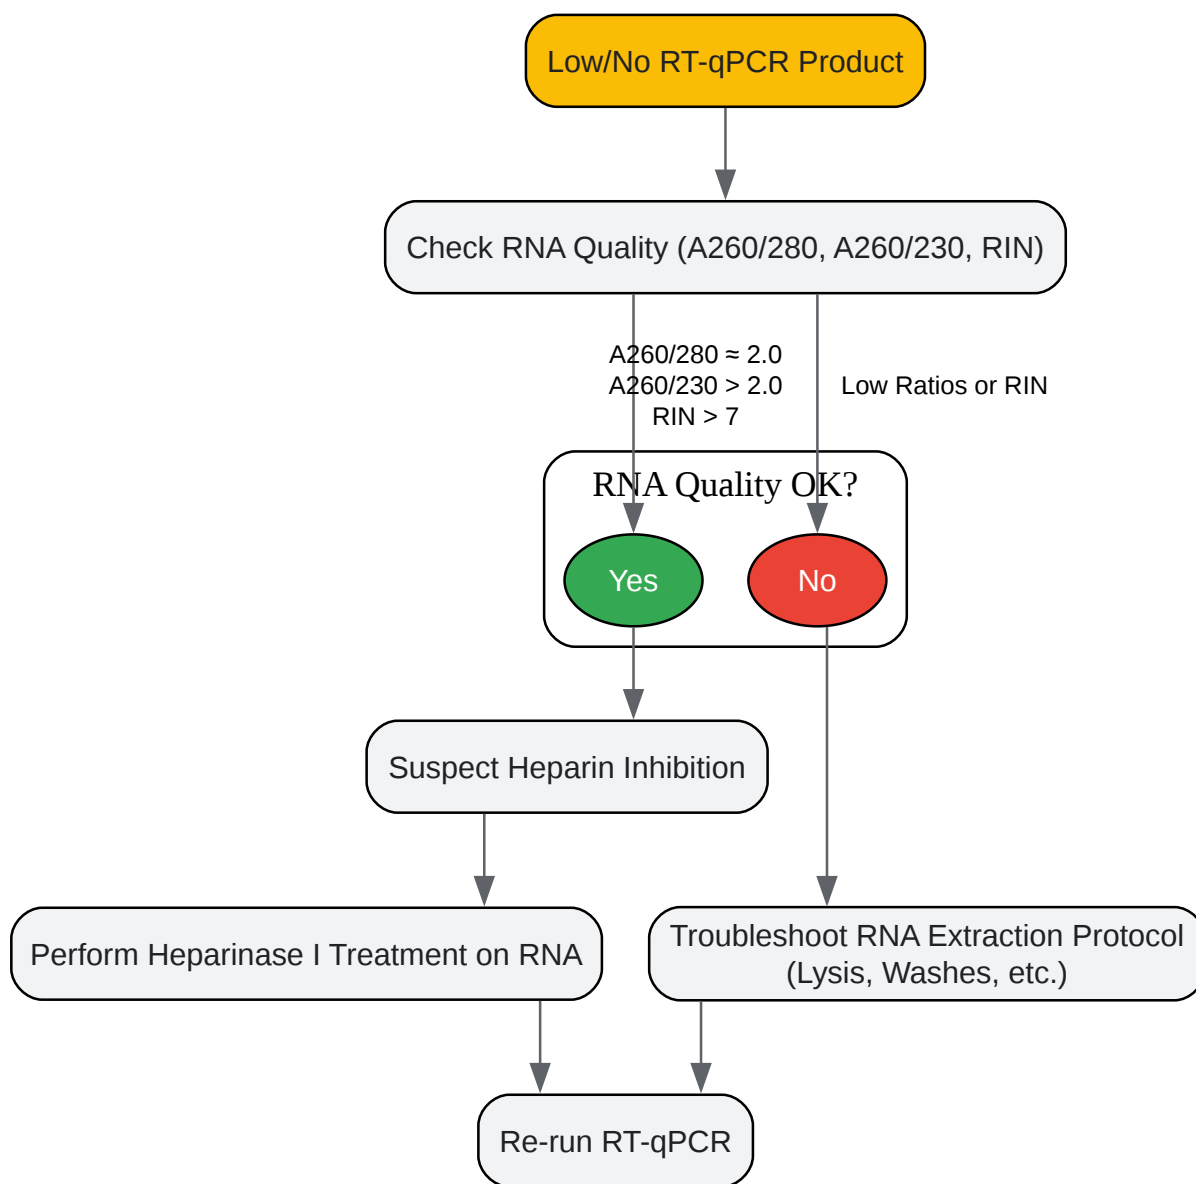 Low/No RT-qPCR Product
Check RNA Quality (A260/280, A260/230, RIN)
A260/280 ≈ 2.0
A260/230 > 2.0
RIN > 7
Low Ratios or RIN
RNA Quality OK?
Yes
No
Suspect Heparin Inhibition
Perform Heparinase I Treatment on RNA
Troubleshoot RNA Extraction Protocol
(Lysis, Washes, etc.)
Re-run RT-qPCR